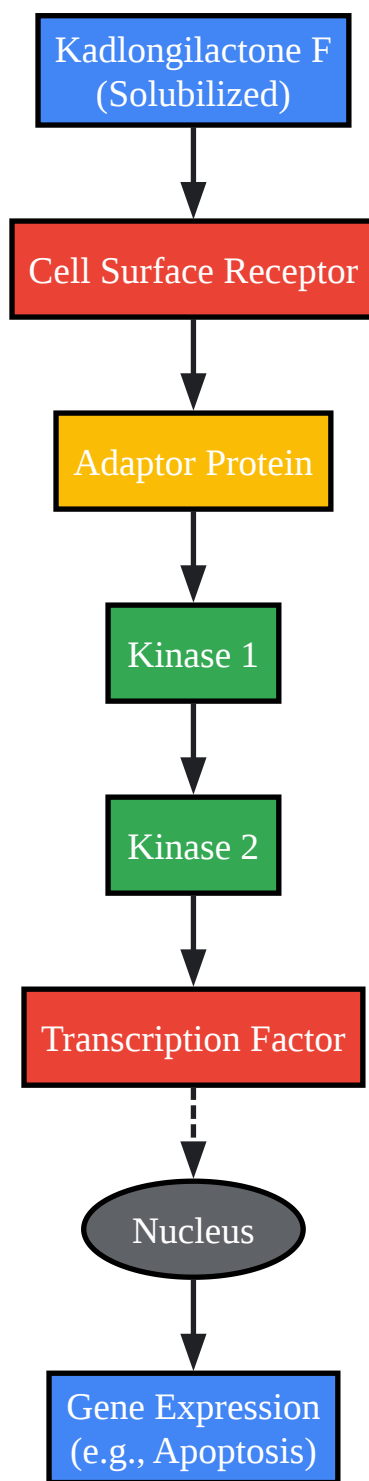 Kadlongilactone F
(Solubilized)
Cell Surface Receptor
Adaptor Protein
Kinase 1
Kinase 2
Transcription Factor
Nucleus
Gene Expression
(e.g., Apoptosis)